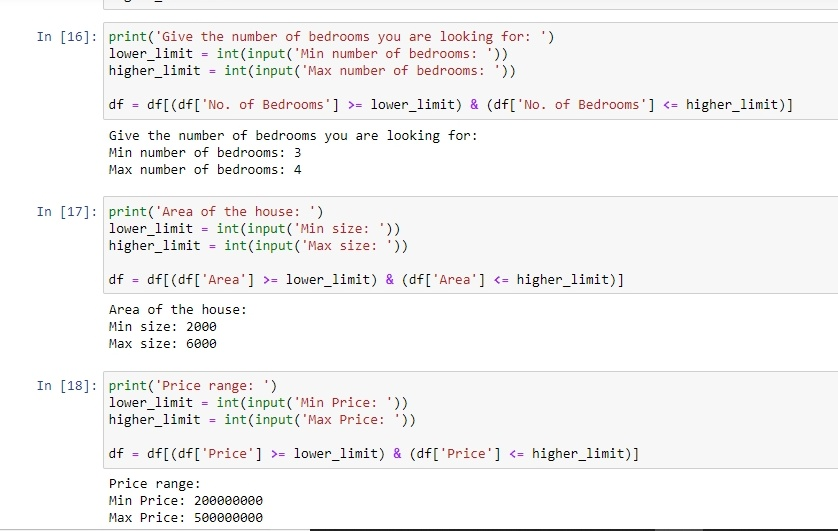 In [16]: print('Give the number of bedrooms you are looking for: ')
lower_limit = int(input('Min number of bedrooms: '))
higher_limit = int(input('Max number of bedrooms: '))
df = df[(df['No. of Bedrooms'] >= lower_limit) & (df['No. of Bedrooms'] <= higher_limit)]
Give the number of bedrooms you are looking for:
Min number of bedrooms: 3
Max number of bedrooms: 4
In [17]: print('Area of the house: ')
lower_limit = int(input('Min size: '))
higher_limit = int(input('Max size: '))
df = df[(df['Area'] >= lower_limit) & (df['Area'] <= higher_limit)]
Area of the house:
Min size: 2000
Max size: 6000
In [18]: print('Price range: ')
lower_limit = int(input('Min Price: '))
higher_limit = int(input('Max Price: '))
df = df[(df['Price'] >= lower_limit) & (df['Price'] <= higher_limit)]
Price range:
Min Price: 200000000
Max Price: 500000000